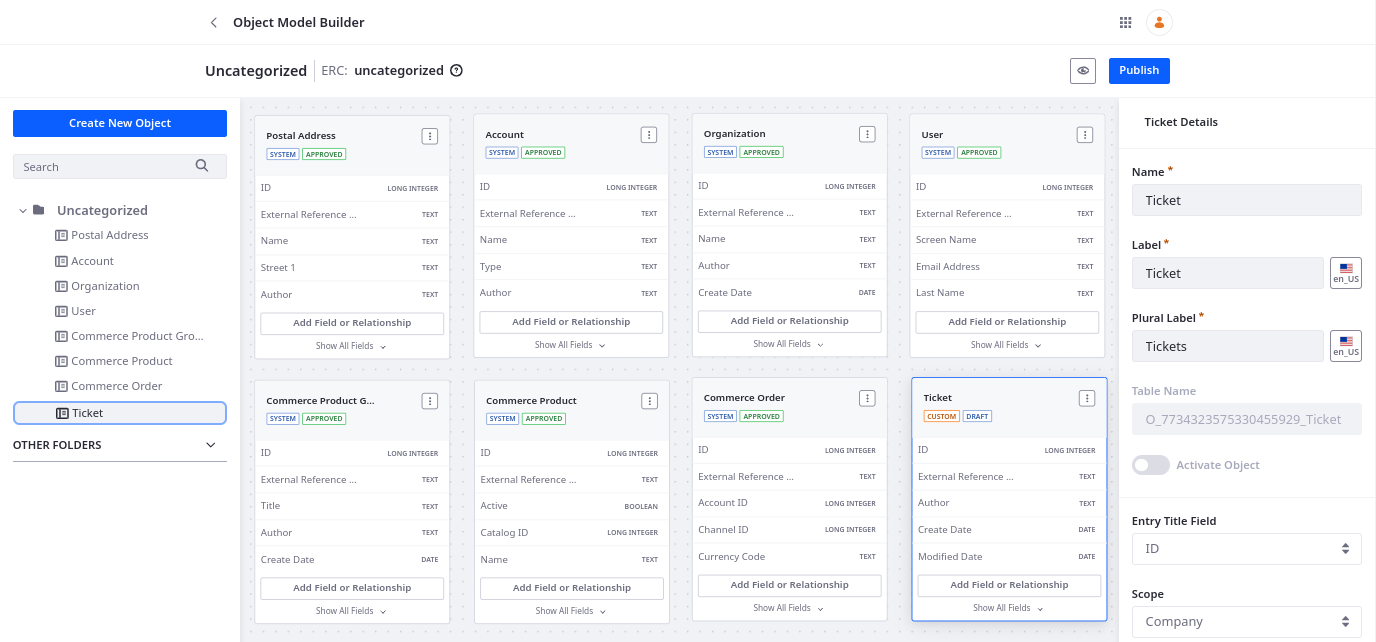 Object Model Builder
Uncategorized
ERC: uncategorized
Publish
Create New Object
Search
Uncategorized
Postal Address
Account
Organization
User
Commerce Product Gro...
Commerce Product
Commerce Order
Ticket
OTHER FOLDERS
Postal Address
SYSTEM APPROVED
ID LONG INTEGER
External Reference ... TEXT
Name TEXT
Street 1 TEXT
Author TEXT
Add Field or Relationship
Show All Fields
Account
SYSTEM APPROVED
ID LONG INTEGER
External Reference ... TEXT
Name TEXT
Type TEXT
Author TEXT
Add Field or Relationship
Show All Fields
Organization
SYSTEM APPROVED
ID LONG INTEGER
External Reference ... TEXT
Name TEXT
Author TEXT
Create Date DATE
Add Field or Relationship
Show All Fields
User
SYSTEM APPROVED
ID LONG INTEGER
External Reference ... TEXT
Screen Name TEXT
Email Address TEXT
Last Name TEXT
Add Field or Relationship
Show All Fields
Commerce Product G...
SYSTEM APPROVED
ID LONG INTEGER
External Reference ... TEXT
Title TEXT
Author TEXT
Create Date DATE
Add Field or Relationship
Show All Fields
Commerce Product
SYSTEM APPROVED
ID LONG INTEGER
External Reference ... TEXT
Active BOOLEAN
Catalog ID LONG INTEGER
Name TEXT
Add Field or Relationship
Show All Fields
Commerce Order
SYSTEM APPROVED
ID LONG INTEGER
External Reference ... TEXT
Account ID LONG INTEGER
Channel ID LONG INTEGER
Currency Code TEXT
Add Field or Relationship
Show All Fields
Ticket
CUSTOM DRAFT
ID LONG INTEGER
External Reference ... TEXT
Author TEXT
Create Date DATE
Modified Date DATE
Add Field or Relationship
Show All Fields
Ticket Details
Name *
Ticket
Label *
Ticket
en_US
Plural Label *
Tickets
en_US
Table Name
O_7734323575330455929_Ticket
Activate Object
Entry Title Field
ID
Scope
Company